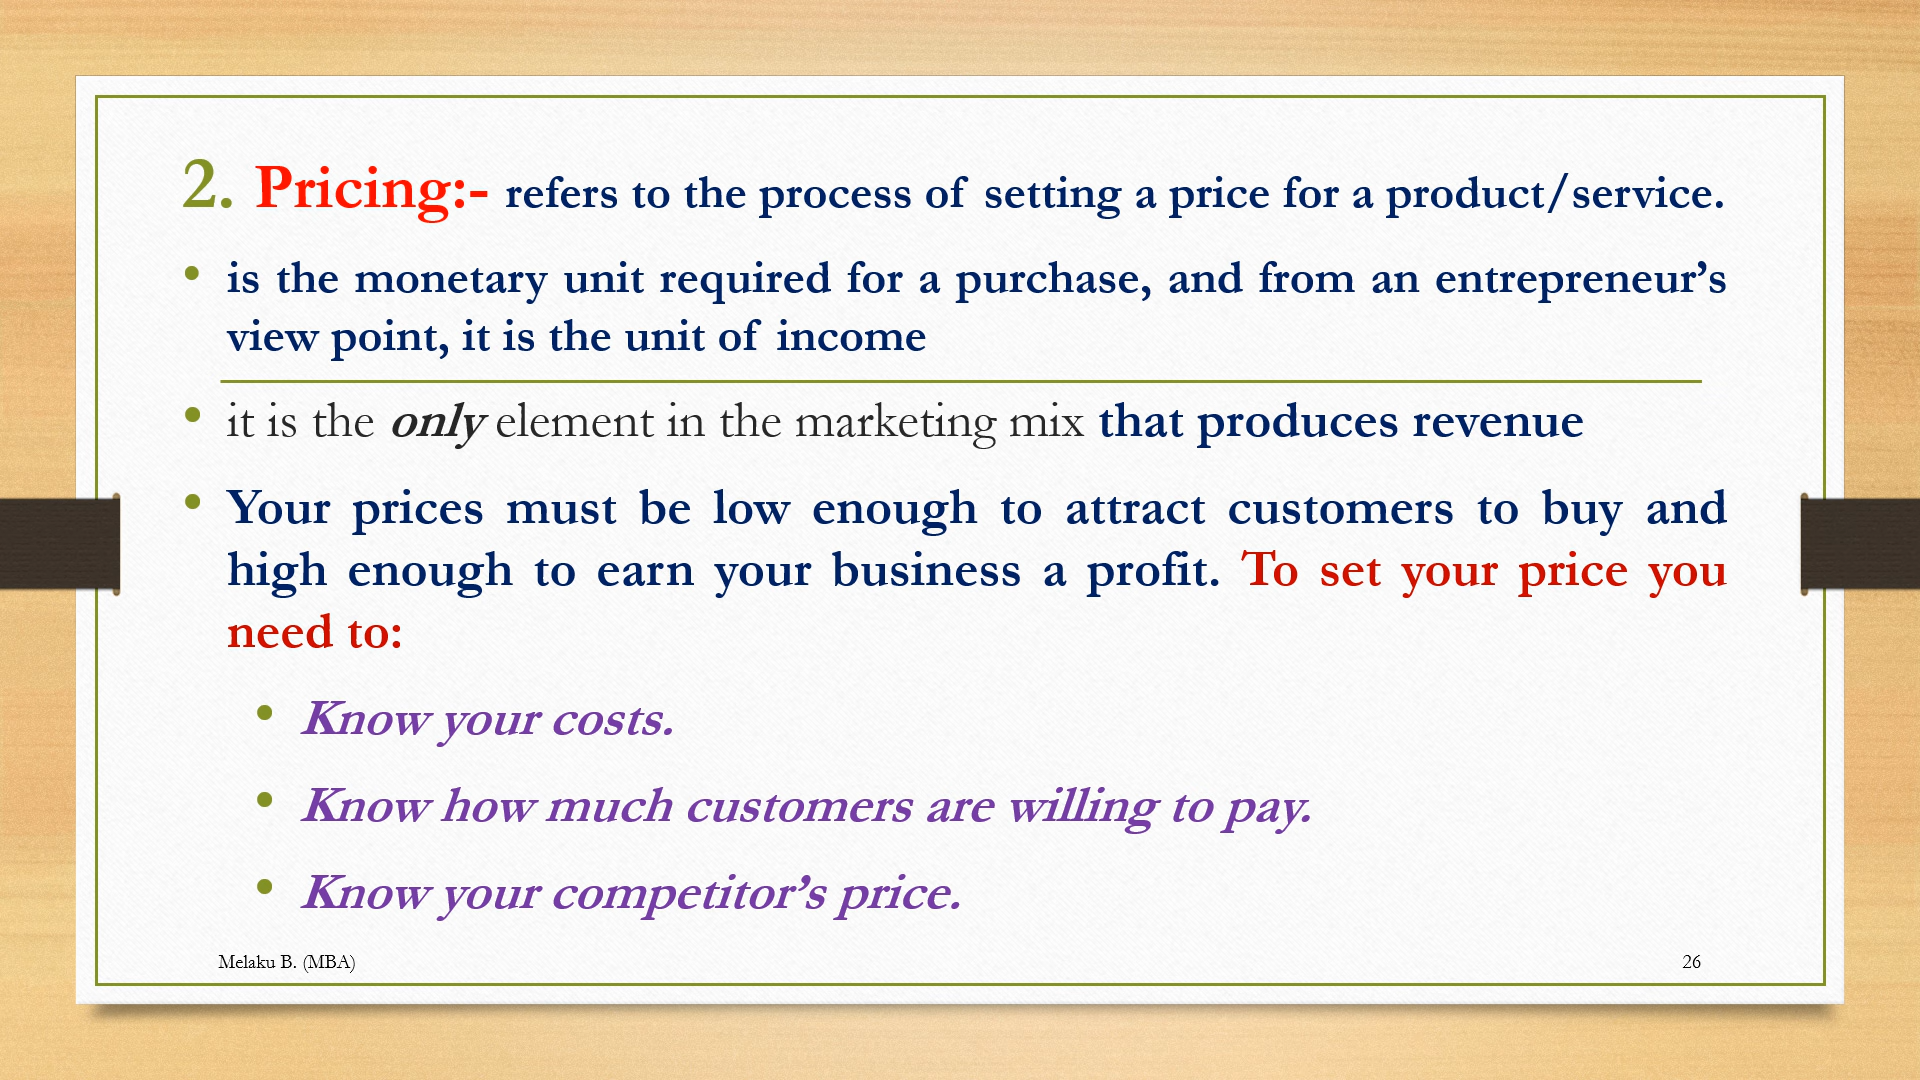 2. Pricing:- refers to the process of setting a price for a product/service.
• is the monetary unit required for a purchase, and from an entrepreneur’s
view point, it is the unit of income
• it is the only element in the marketing mix that produces revenue
• Your prices must be low enough to attract customers to buy and
high enough to earn your business a profit. To set your price you
need to:
• Know your costs.
• Know how much customers are willing to pay.
• Know your competitor’s price.
Melaku B. (MBA) 26